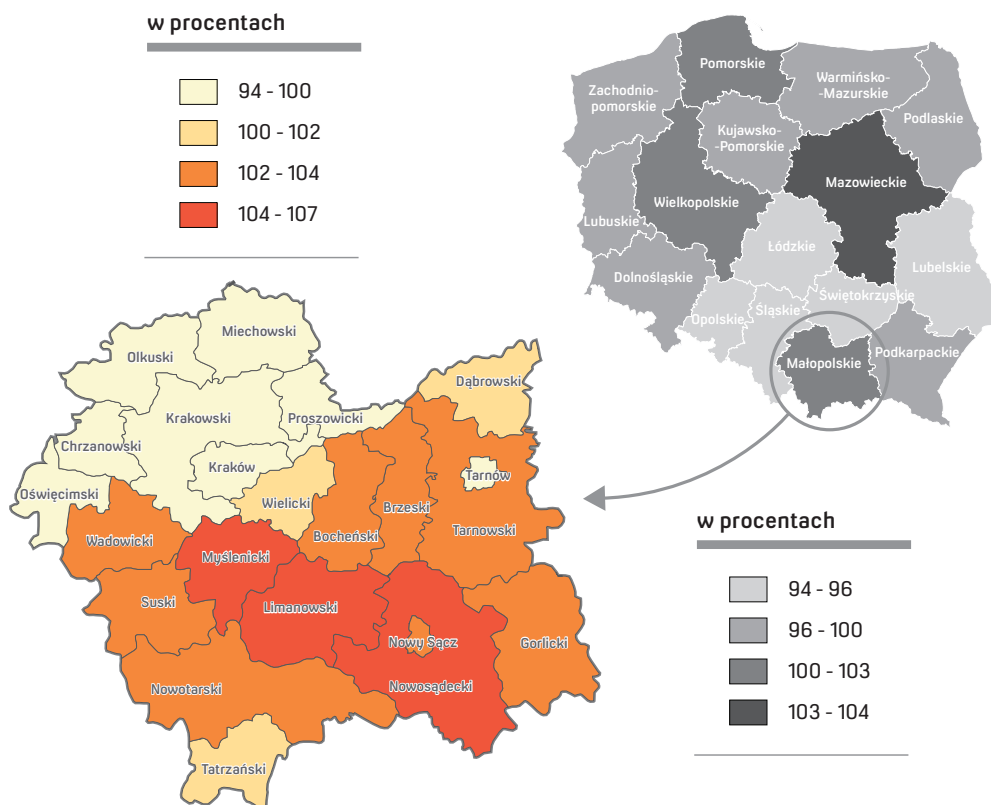 w procentach
94 - 100
100 - 102
102 - 104
104 - 107
Pomorskie
Zachodnio-
pomorskie
Warmińsko-
-Mazurskie
Podlaskie
Kujawsko-
-Pomorskie
Mazowieckie
Wielkopolskie
Lubuskie
Łódzkie
Lubelskie
Dolnośląskie
Świętokrzyskie
Opolskie
Śląskie
Małopolskie
Podkarpackie
Miechowski
Olkuski
Dąbrowski
Krakowski
Proszowicki
Chrzanowski
Kraków
Tarnów
Oświęcimski
Wielicki
Brzeski
Bocheński
Tarnowski
Wadowicki
Myślenicki
Suski
Limanowski
Nowy Sącz
Gorlicki
Nowotarski
Nowosądecki
Tatrzański
w procentach
94 - 96
96 - 100
100 - 103
103 - 104